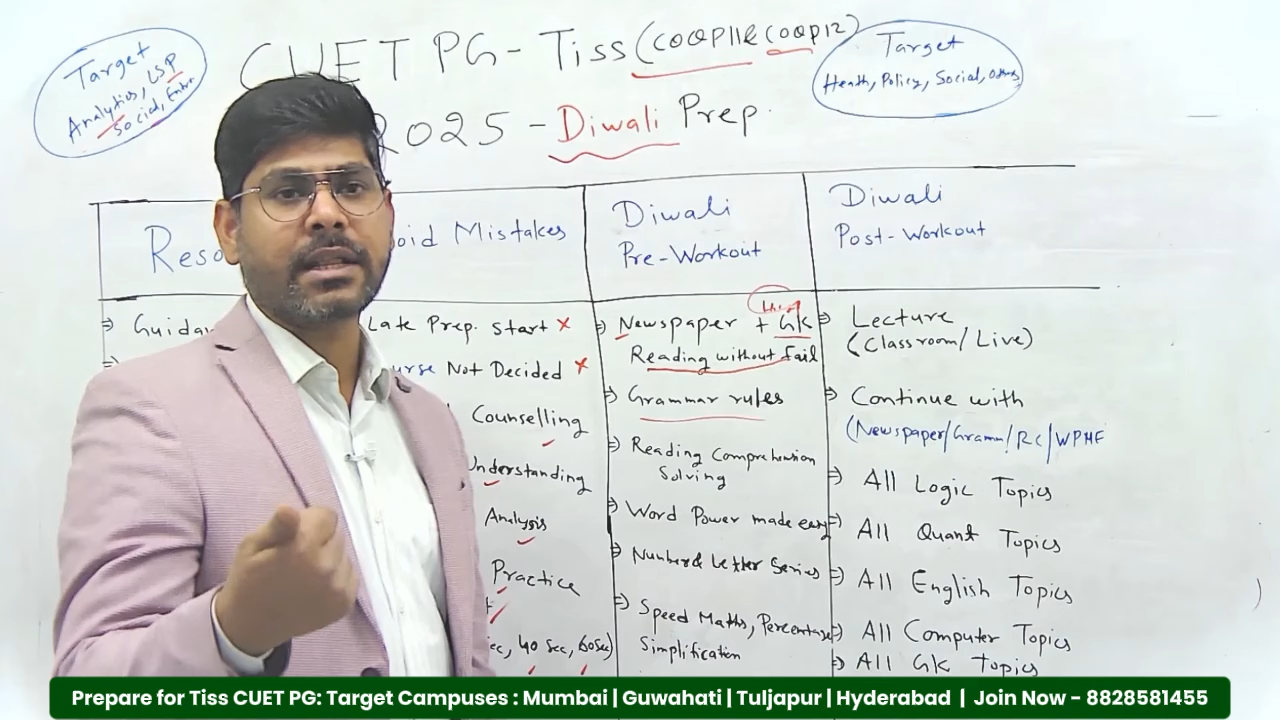 CUET PG - Tiss (COQP11 & COQP12)
Target
Analytics, LSP
Social, Entre
Target
Health, Policy, Social, Others
2025 - Diwali Prep.
Reso
oid Mistakes
Diwali
Pre-Workout
Diwali
Post-Workout
⇒ Guidan
Late Prep. Start ×
urse Not Decided ×
Counselling
Understanding
Analysis
Practice
ec, 40 Sec, 60Sec)
⇒ Newspaper + GK
Reading without fail
⇒ Grammar rules
⇒ Reading Comprehension
Solving
⇒ Word Power made easy
⇒ Number & Letter Series
⇒ Speed Maths, Percentage
Simplification
⇒ Lecture
(Classroom/Live)
⇒ Continue with
(Newspaper/Gramm/RC/WPME
⇒ All Logic Topics
⇒ All Quant Topics
⇒ All English Topics
⇒ All Computer Topics
⇒ All GK Topics
Prepare for Tiss CUET PG: Target Campuses : Mumbai | Guwahati | Tuljapur | Hyderabad | Join Now - 8828581455